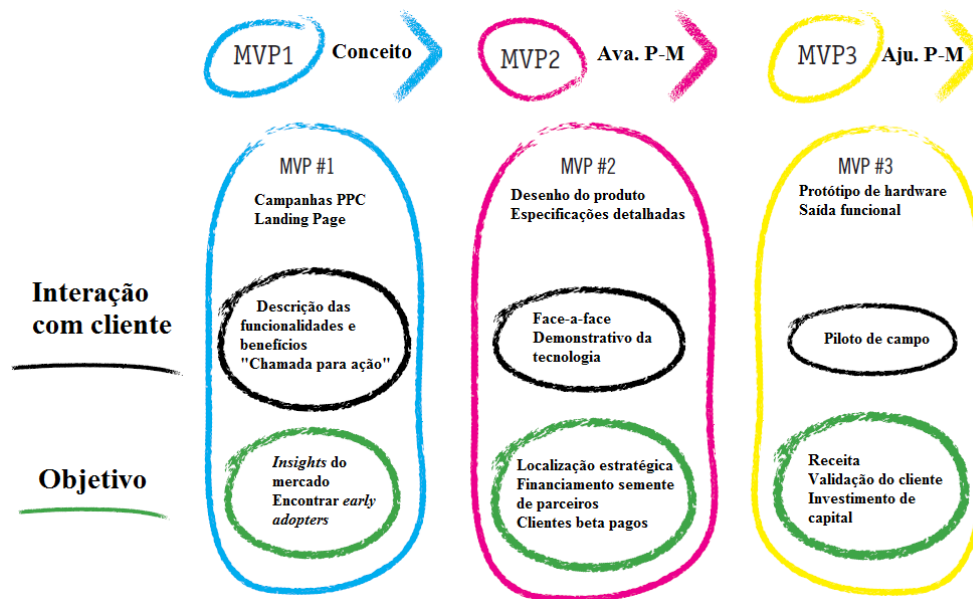 MVP1
Conceito
MVP2
Ava. P-M
MVP3
Aju. P-M
MVP #1
Campanhas PPC
Landing Page
MVP #2
Desenho do produto
Especificações detalhadas
MVP #3
Protótipo de hardware
Saída funcional
Interação
com cliente
Descrição das
funcionalidades e
benefícios
"Chamada para ação"
Face-a-face
Demonstrativo da
tecnologia
Piloto de campo
Objetivo
Insights do
mercado
Encontrar early
adopters
Localização estratégica
Financiamento semente
de parceiros
Clientes beta pagos
Receita
Validação do cliente
Investimento de
capital